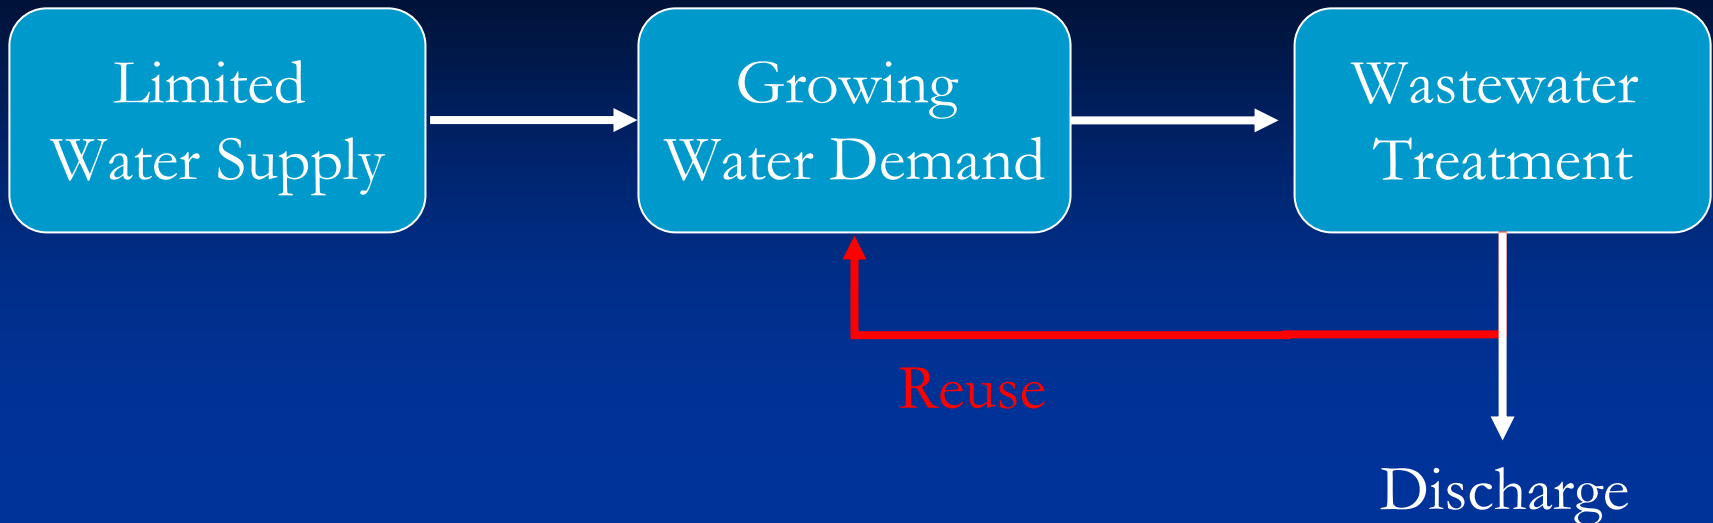 Limited
Water Supply
Growing
Water Demand
Wastewater
Treatment
Reuse
Discharge